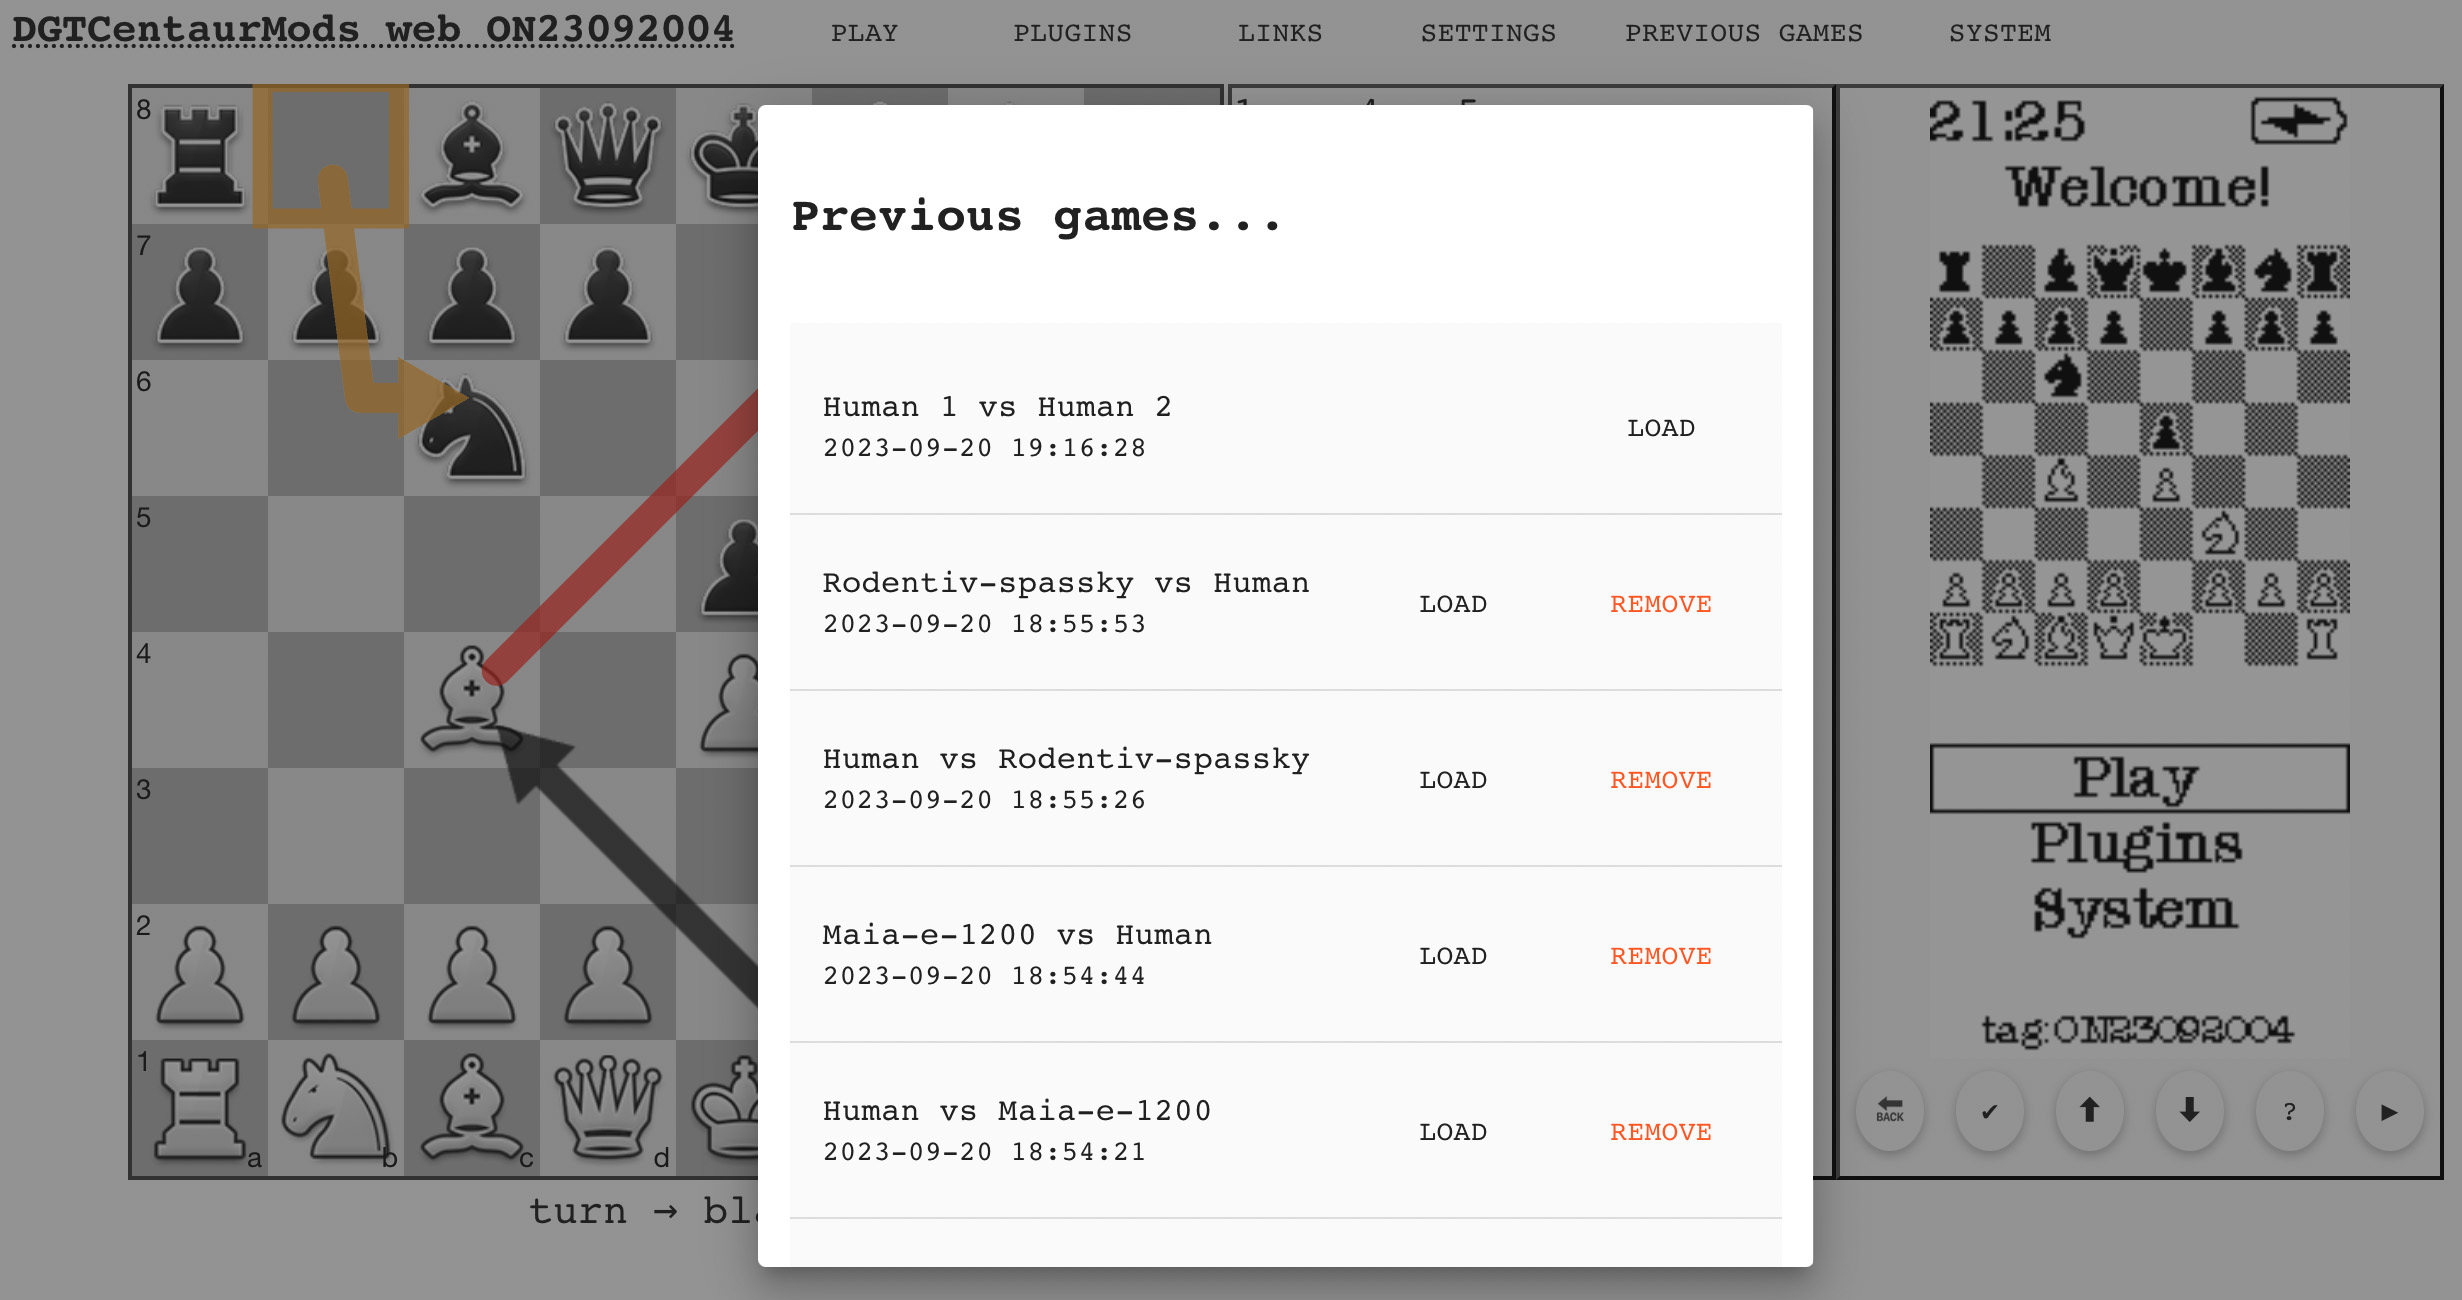 DGTCentaurMods web ON23092004
PLAY PLUGINS LINKS SETTINGS PREVIOUS GAMES SYSTEM
8
7
6
5
4
3
2
1
a b c d
turn → bl
Previous games...
Human 1 vs Human 2
2023-09-20 19:16:28
LOAD
Rodentiv-spassky vs Human
2023-09-20 18:55:53
LOAD REMOVE
Human vs Rodentiv-spassky
2023-09-20 18:55:26
LOAD REMOVE
Maia-e-1200 vs Human
2023-09-20 18:54:44
LOAD REMOVE
Human vs Maia-e-1200
2023-09-20 18:54:21
LOAD REMOVE
21:25
Welcome!
Play
Plugins
System
tag:ON23092004
BACK ?